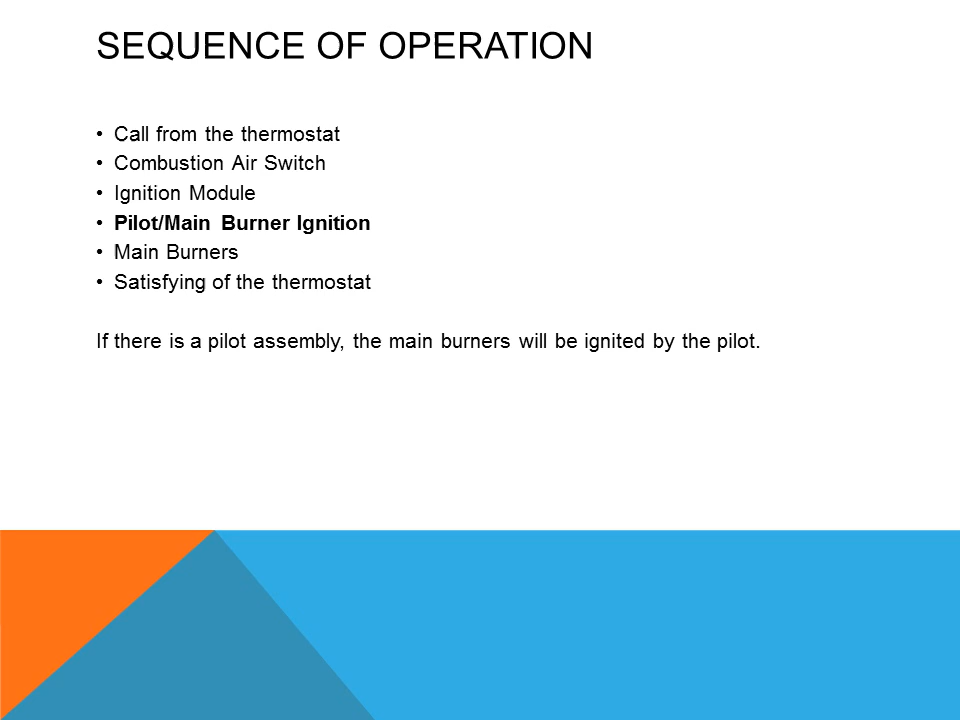 SEQUENCE OF OPERATION
• Call from the thermostat
• Combustion Air Switch
• Ignition Module
• Pilot/Main Burner Ignition
• Main Burners
• Satisfying of the thermostat
If there is a pilot assembly, the main burners will be ignited by the pilot.